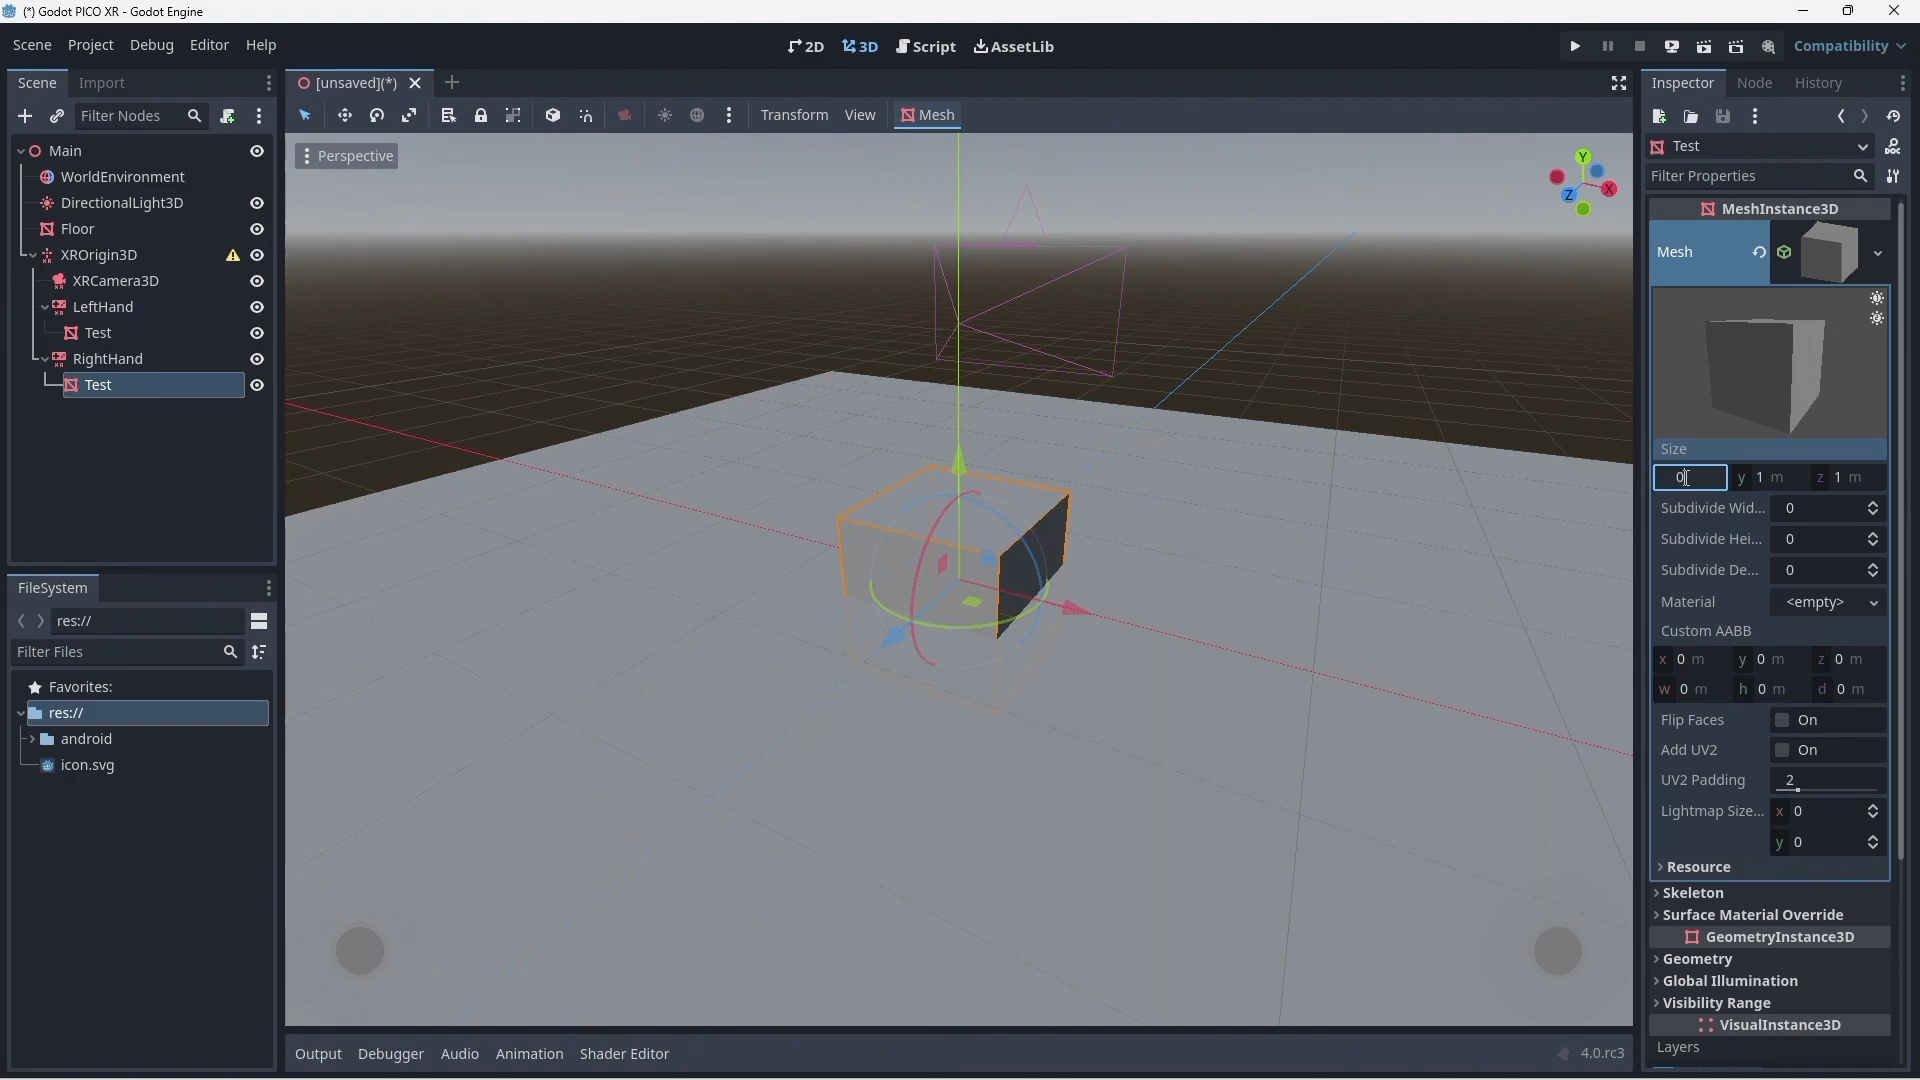 (*) Godot PICO XR - Godot Engine
Scene Project Debug Editor Help
2D 3D Script AssetLib
Compatibility
Scene Import
[unsaved](*)
Inspector Node History
Filter Nodes
Transform View Mesh
Test
Filter Properties
Main
WorldEnvironment
DirectionalLight3D
Floor
XROrigin3D
XRCamera3D
LeftHand
Test
RightHand
Test
Perspective
Y
X
Z
MeshInstance3D
Mesh
Size
0 y 1 m z 1 m
Subdivide Wid... 0
Subdivide Hei... 0
Subdivide De... 0
Material <empty>
Custom AABB
x 0 m y 0 m z 0 m
w 0 m h 0 m d 0 m
Flip Faces On
Add UV2 On
UV2 Padding 2
Lightmap Size... x 0
y 0
Resource
Skeleton
Surface Material Override
GeometryInstance3D
Geometry
Global Illumination
Visibility Range
VisualInstance3D
Layers
FileSystem
res://
Filter Files
Favorites:
res://
android
icon.svg
Output Debugger Audio Animation Shader Editor
4.0.rc3